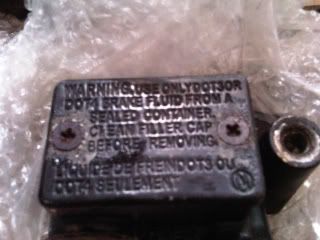 WARNING. USE ONLY DOT3 OR
DOT4 BRAKE FLUID FROM A
SEALED CONTAINER.
CLEAN FILLER CAP
BEFORE REMOVING.
LIQUIDE DE FREIN DOT3 OU
DOT4 SEULEMENT